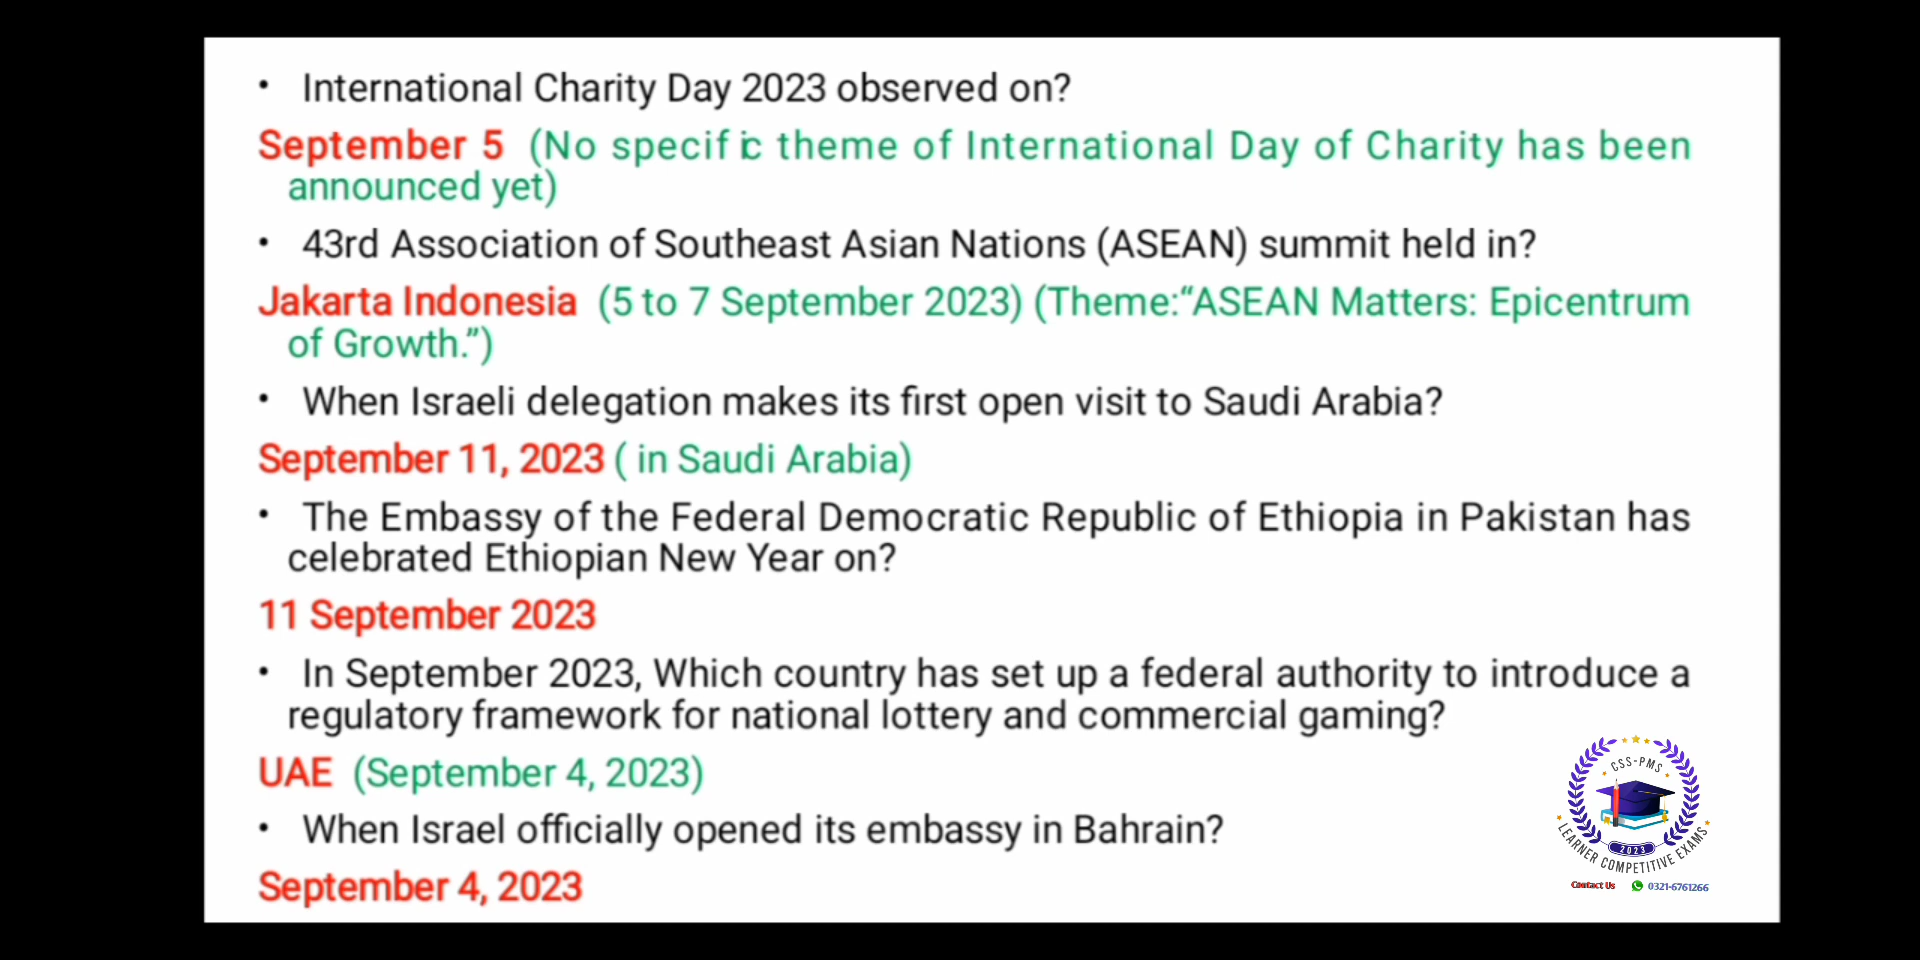 • International Charity Day 2023 observed on?
September 5 (No specific theme of International Day of Charity has been
announced yet)
• 43rd Association of Southeast Asian Nations (ASEAN) summit held in?
Jakarta Indonesia (5 to 7 September 2023) (Theme:“ASEAN Matters: Epicentrum
of Growth.”)
• When Israeli delegation makes its first open visit to Saudi Arabia?
September 11, 2023 ( in Saudi Arabia)
• The Embassy of the Federal Democratic Republic of Ethiopia in Pakistan has
celebrated Ethiopian New Year on?
11 September 2023
• In September 2023, Which country has set up a federal authority to introduce a
regulatory framework for national lottery and commercial gaming?
UAE (September 4, 2023)
• When Israel officially opened its embassy in Bahrain?
September 4, 2023
CSS-PMS
2023
LEARNER COMPETITIVE EXAMS
Contact Us 0321-6761266